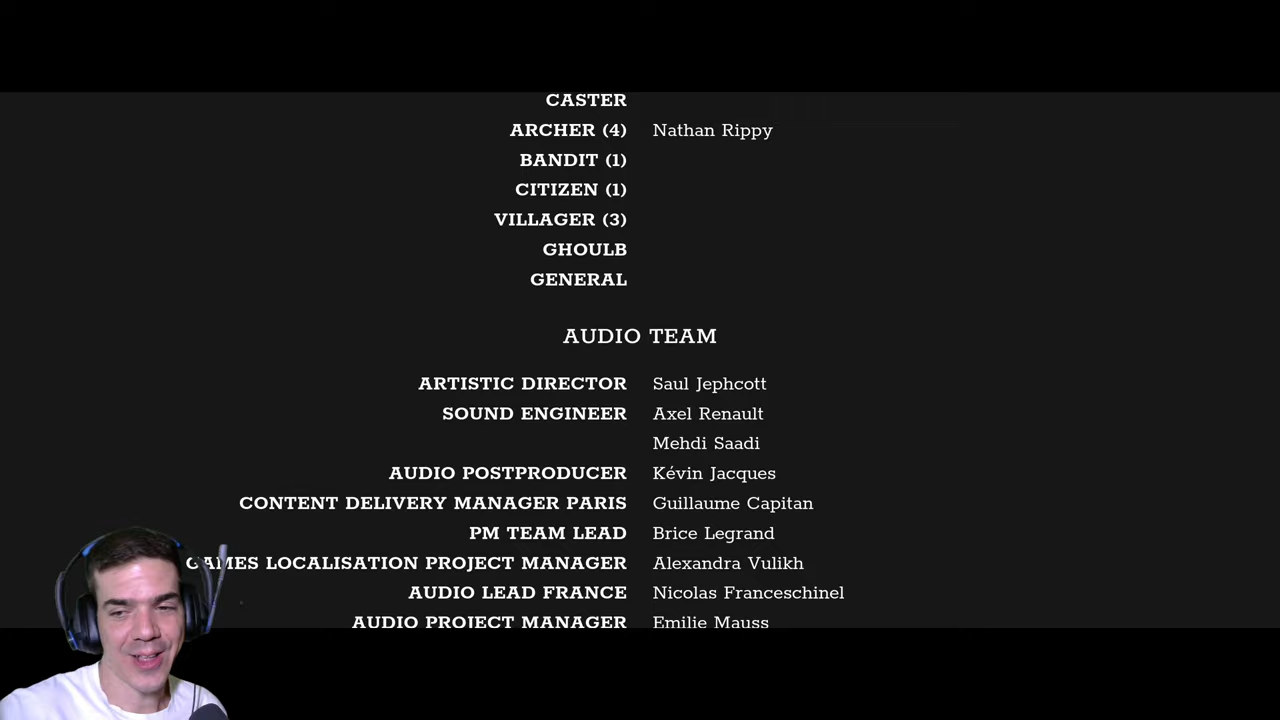 CASTER
ARCHER (4) Nathan Rippy
BANDIT (1)
CITIZEN (1)
VILLAGER (3)
GHOULB
GENERAL
AUDIO TEAM
ARTISTIC DIRECTOR Saul Jephcott
SOUND ENGINEER Axel Renault
Mehdi Saadi
AUDIO POSTPRODUCER Kévin Jacques
CONTENT DELIVERY MANAGER PARIS Guillaume Capitan
PM TEAM LEAD Brice Legrand
GAMES LOCALISATION PROJECT MANAGER Alexandra Vulikh
AUDIO LEAD FRANCE Nicolas Franceschinel
AUDIO PROJECT MANAGER Emilie Mauss